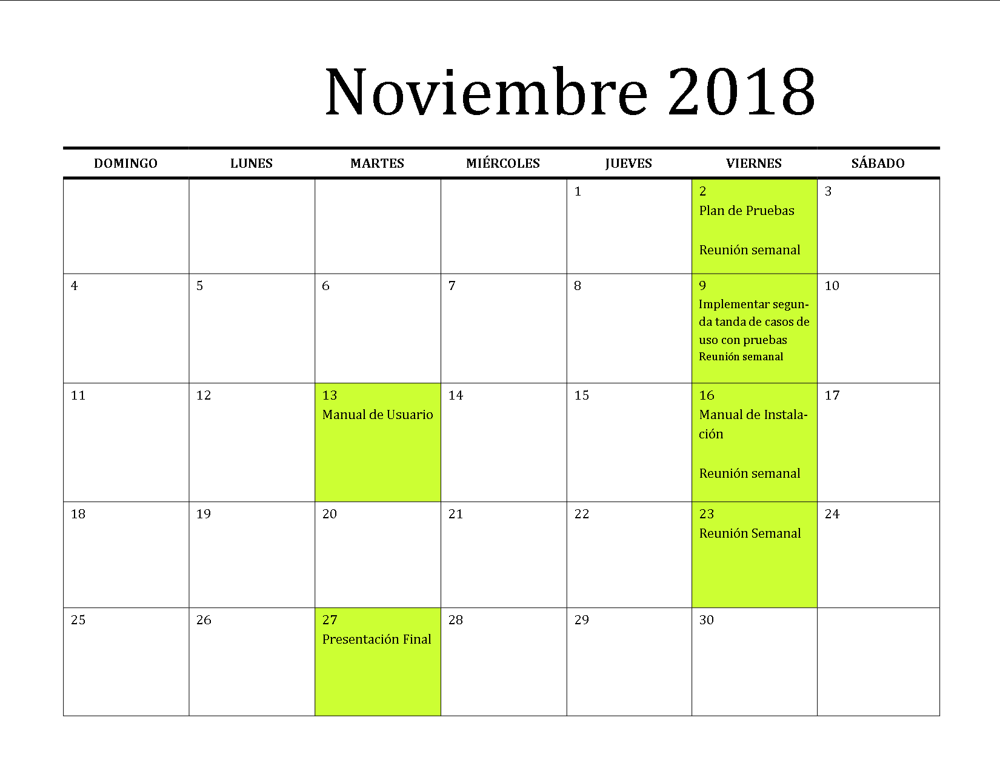 Noviembre 2018
DOMINGO LUNES MARTES MIÉRCOLES JUEVES VIERNES SÁBADO
1 2 3
Plan de Pruebas
Reunión semanal
4 5 6 7 8 9 10
Implementar segun-
da tanda de casos de
uso con pruebas
Reunión semanal
11 12 13 14 15 16 17
Manual de Usuario Manual de Instala-
ción
Reunión semanal
18 19 20 21 22 23 24
Reunión Semanal
25 26 27 28 29 30
Presentación Final